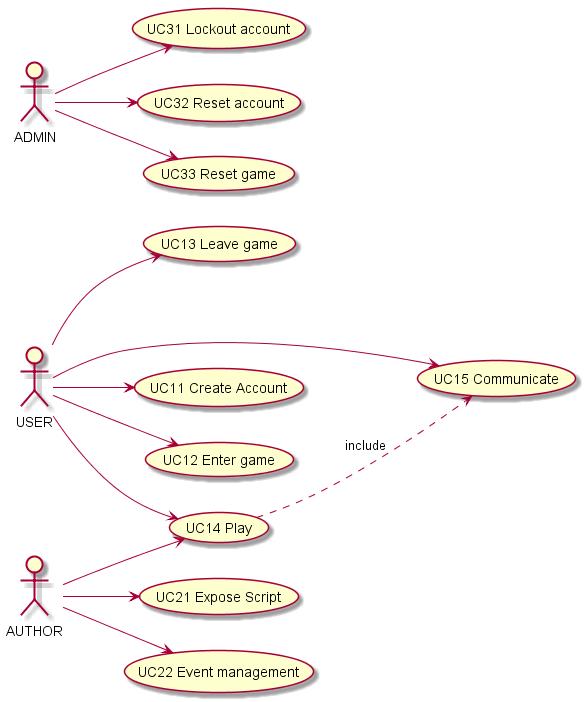 UC31 Lockout account
ADMIN
UC32 Reset account
UC33 Reset game
UC13 Leave game
USER
UC15 Communicate
UC11 Create Account
UC12 Enter game
include
UC14 Play
AUTHOR
UC21 Expose Script
UC22 Event management